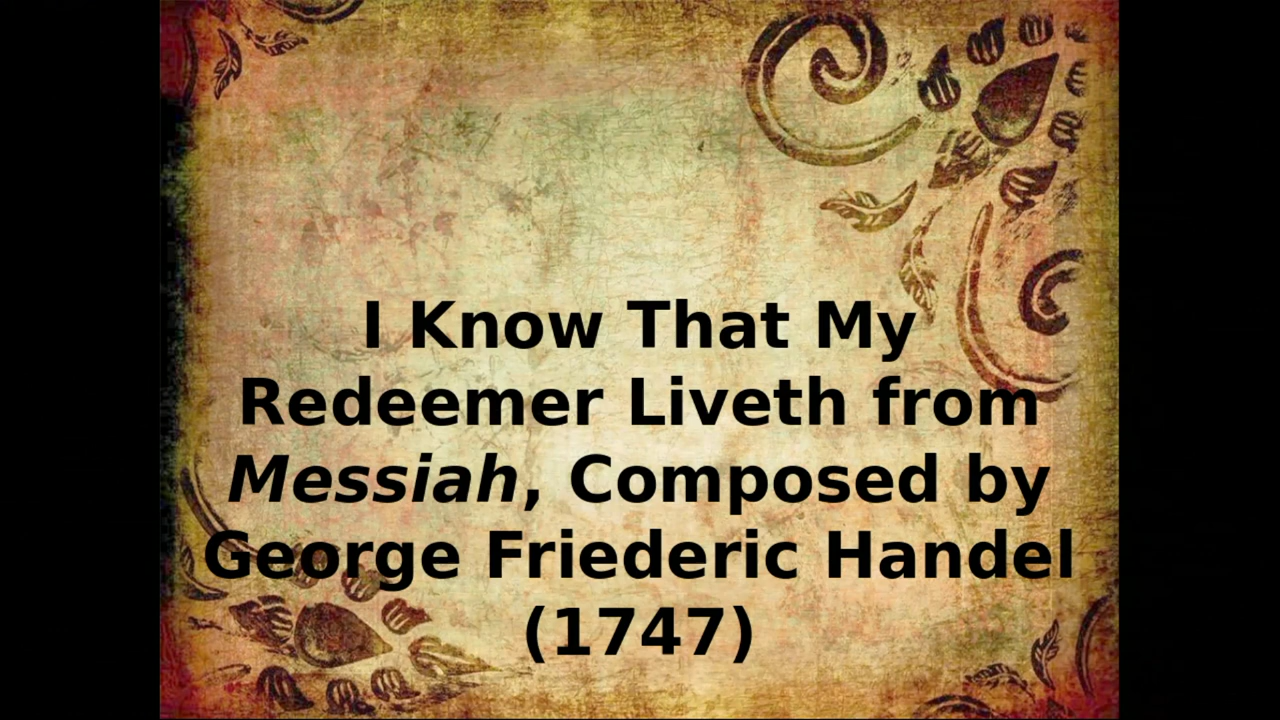 I Know That My
Redeemer Liveth from
Messiah, Composed by
George Friederic Handel
(1747)